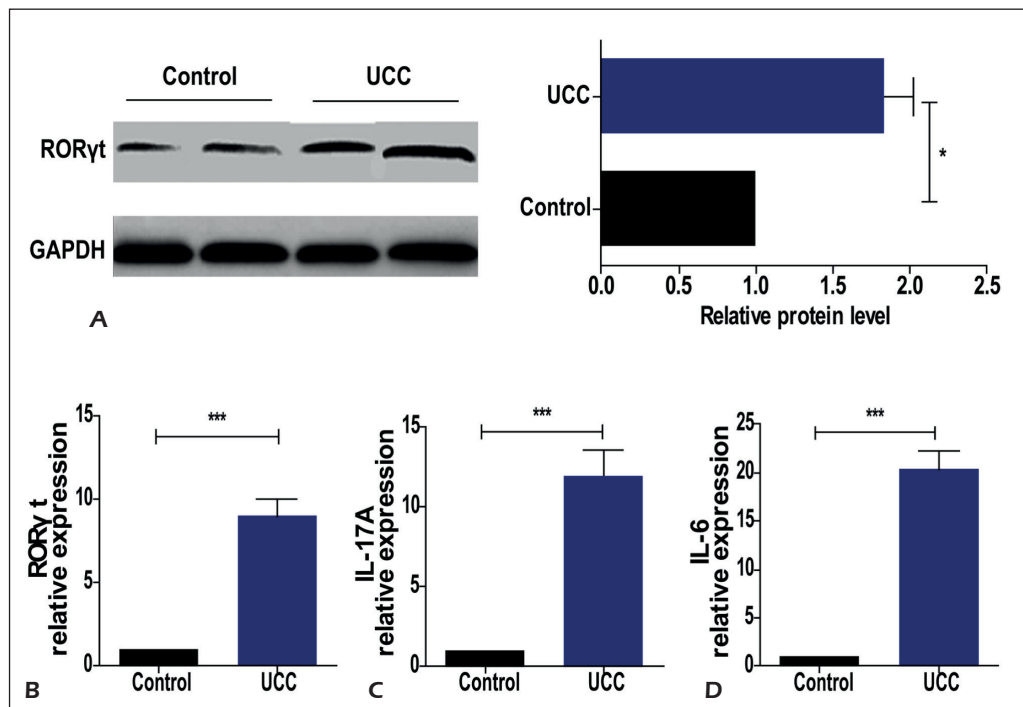 Control UCC
RORγt
GAPDH
A
UCC
Control
*
0.0 0.5 1.0 1.5 2.0 2.5
Relative protein level
RORγ t
relative expression
15
10
5
0
***
Control UCC
B
IL-17A
relative expression
15
10
5
0
***
Control UCC
C
IL-6
relative expression
25
20
15
10
5
0
***
Control UCC
D